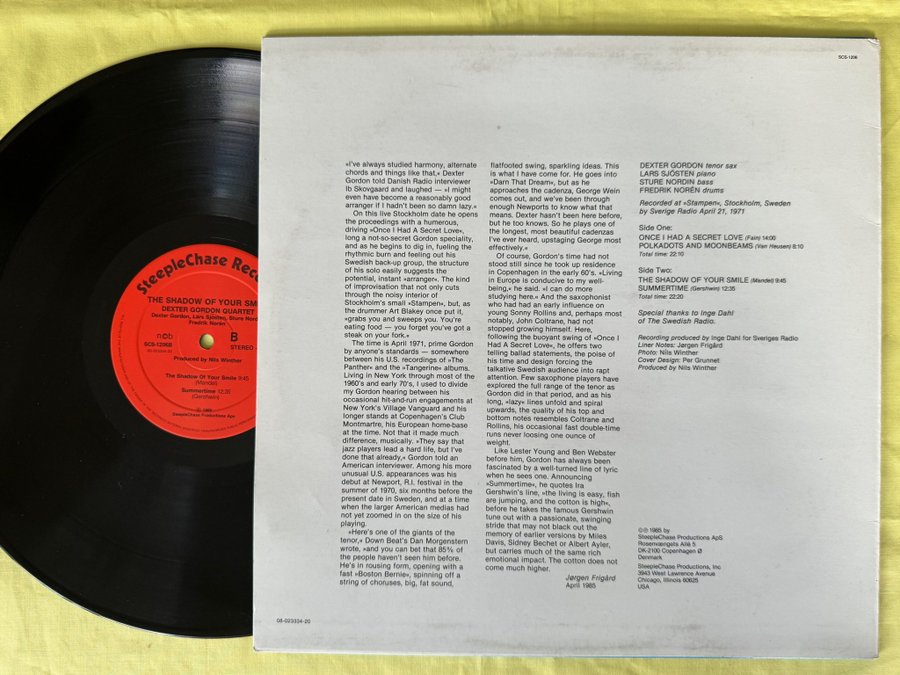 SCS-1206
»I've always studied harmony, alternate
chords and things like that,« Dexter
Gordon told Danish Radio interviewer
Ib Skovgaard and laughed — »I might
even have become a reasonably good
arranger if I hadn't been so damn lazy.«
On this live Stockholm date he opens
the proceedings with a humorous,
driving »Once I Had A Secret Love«,
long a not-so-secret Gordon speciality,
and as he begins to dig in, fueling the
rhythmic burn and feeling out his
Swedish back-up group, the structure
of his solo easily suggests the
potential, instant »arranger«. The kind
of improvisation that not only cuts
through the noisy interior of
Stockholm's small »Stampen«, but, as
the drummer Art Blakey once put it,
»grabs you and sweeps you. You're
eating food — you forget you've got a
steak on your fork.«
The time is April 1971, prime Gordon
by anyone's standards — somewhere
between his U.S. recordings of »The
Panther« and the »Tangerine« albums.
Living in New York through most of the
1960's and early 70's, I used to divide
my Gordon hearing between his
occasional hit-and-run engagements at
New York's Village Vanguard and his
longer stands at Copenhagen's Club
Montmartre, his European home-base
at the time. Not that it made much
difference, musically. »They say that
jazz players lead a hard life, but I've
done that already,« Gordon told an
American interviewer. Among his more
unusual U.S. appearances was his
debut at Newport, R.I. festival in the
summer of 1970, six months before the
present date in Sweden, and at a time
when the larger American medias had
not yet zoomed in on the size of his
playing.
»Here's one of the giants of the
tenor,« Down Beat's Dan Morgenstern
wrote, »and you can bet that 85% of
the people haven't seen him before.
He's in rousing form, opening with a
fast »Boston Bernie«, spinning off a
string of choruses, big, fat sound,
flatfooted swing, sparkling ideas. This
is what I have come for. He goes into
»Darn That Dream«, but as he
approaches the cadenza, George Wein
comes out, and we've been through
enough Newports to know what that
means. Dexter hasn't been here before,
but he too knows. So he plays one of
the longest, most beautiful cadenzas
I've ever heard, upstaging George most
effectively.«
Of course, Gordon's time had not
stood still since he took up residence
in Copenhagen in the early 60's. »Living
in Europe is conducive to my well-
being,« he said. »I can do more
studying here.« And the saxophonist
who had had an early influence on
young Sonny Rollins and, perhaps most
notably, John Coltrane, had not
stopped growing himself. Here,
following the buoyant swing of »Once I
Had A Secret Love«, he offers two
telling ballad statements, the poise of
his time and design forcing the
talkative Swedish audience into rapt
attention. Few saxophone players have
explored the full range of the tenor as
Gordon did in that period, and as his
long, »lazy« lines unfold and spiral
upwards, the quality of his top and
bottom notes resembles Coltrane and
Rollins, his occasional fast double-time
runs never loosing one ounce of
weight.
Like Lester Young and Ben Webster
before him, Gordon has always been
fascinated by a well-turned line of lyric
when he sees one. Announcing
»Summertime«, he quotes Ira
Gershwin's line, »the living is easy, fish
are jumping, and the cotton is high«,
before he takes the famous Gershwin
tune out with a passionate, swinging
stride that may not black out the
memory of earlier versions by Miles
Davis, Sidney Bechet or Albert Ayler,
but carries much of the same rich
emotional impact. The cotton does not
come much higher.
Jørgen Frigård
April 1985
DEXTER GORDON tenor sax
LARS SJÖSTEN piano
STURE NORDIN bass
FREDRIK NORÉN drums
Recorded at »Stampen«, Stockholm, Sweden
by Sverige Radio April 21, 1971
Side One:
ONCE I HAD A SECRET LOVE (Fain) 14:00
POLKADOTS AND MOONBEAMS (Van Heusen) 8:10
Total time: 22:10
Side Two:
THE SHADOW OF YOUR SMILE (Mandel) 9:45
SUMMERTIME (Gershwin) 12:35
Total time: 22:20
Special thanks to Inge Dahl
of The Swedish Radio.
Recording produced by Inge Dahl for Sveriges Radio
Liner Notes: Jørgen Frigård
Photo: Nils Winther
Cover Design: Per Grunnet
Produced by Nils Winther
©℗ 1985 by
SteepleChase Productions ApS
Rosenvængets Allé 5
DK-2100 Copenhagen Ø
Denmark
SteepleChase Productions, Inc
3943 West Lawrence Avenue
Chicago, Illinois 60625
USA
08-023334-20
SteepleChase Reco
THE SHADOW OF YOUR SMI
DEXTER GORDON QUARTET
Dexter Gordon, Lars Sjösten, Sture Nord
Fredrik Norén
ncb
B
SCS-1206B
STEREO
Produced by Nils Winther
The Shadow Of Your Smile 9:45
(Mandel)
Summertime 12:35
(Gershwin)
℗ 1985
SteepleChase Productions Aps